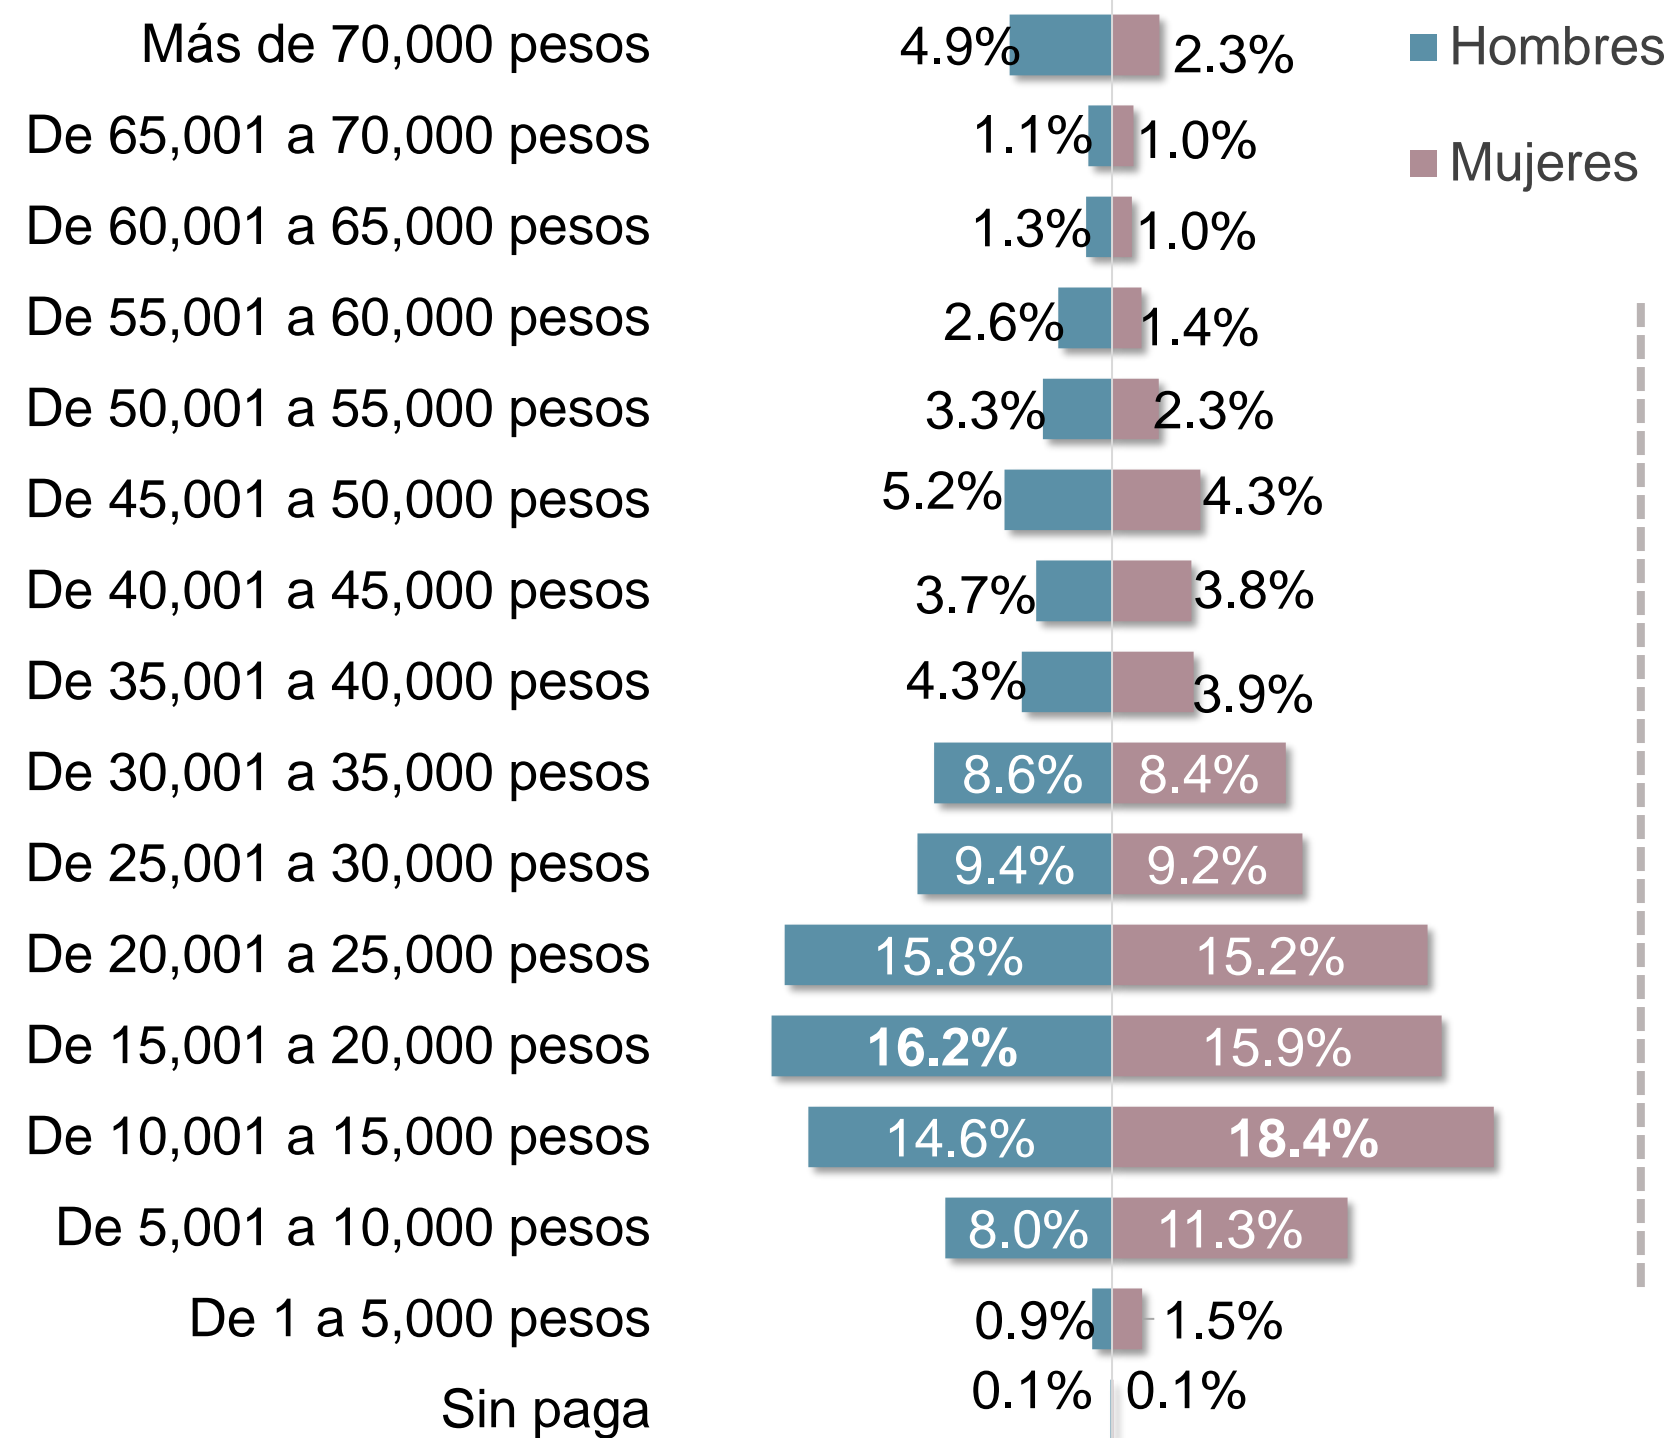 Más de 70,000 pesos 4.9% 2.3% Hombres
De 65,001 a 70,000 pesos 1.1% 1.0% Mujeres
De 60,001 a 65,000 pesos 1.3% 1.0%
De 55,001 a 60,000 pesos 2.6% 1.4%
De 50,001 a 55,000 pesos 3.3% 2.3%
De 45,001 a 50,000 pesos 5.2% 4.3%
De 40,001 a 45,000 pesos 3.7% 3.8%
De 35,001 a 40,000 pesos 4.3% 3.9%
De 30,001 a 35,000 pesos 8.6% 8.4%
De 25,001 a 30,000 pesos 9.4% 9.2%
De 20,001 a 25,000 pesos 15.8% 15.2%
De 15,001 a 20,000 pesos 16.2% 15.9%
De 10,001 a 15,000 pesos 14.6% 18.4%
De 5,001 a 10,000 pesos 8.0% 11.3%
De 1 a 5,000 pesos 0.9% 1.5%
Sin paga 0.1% 0.1%